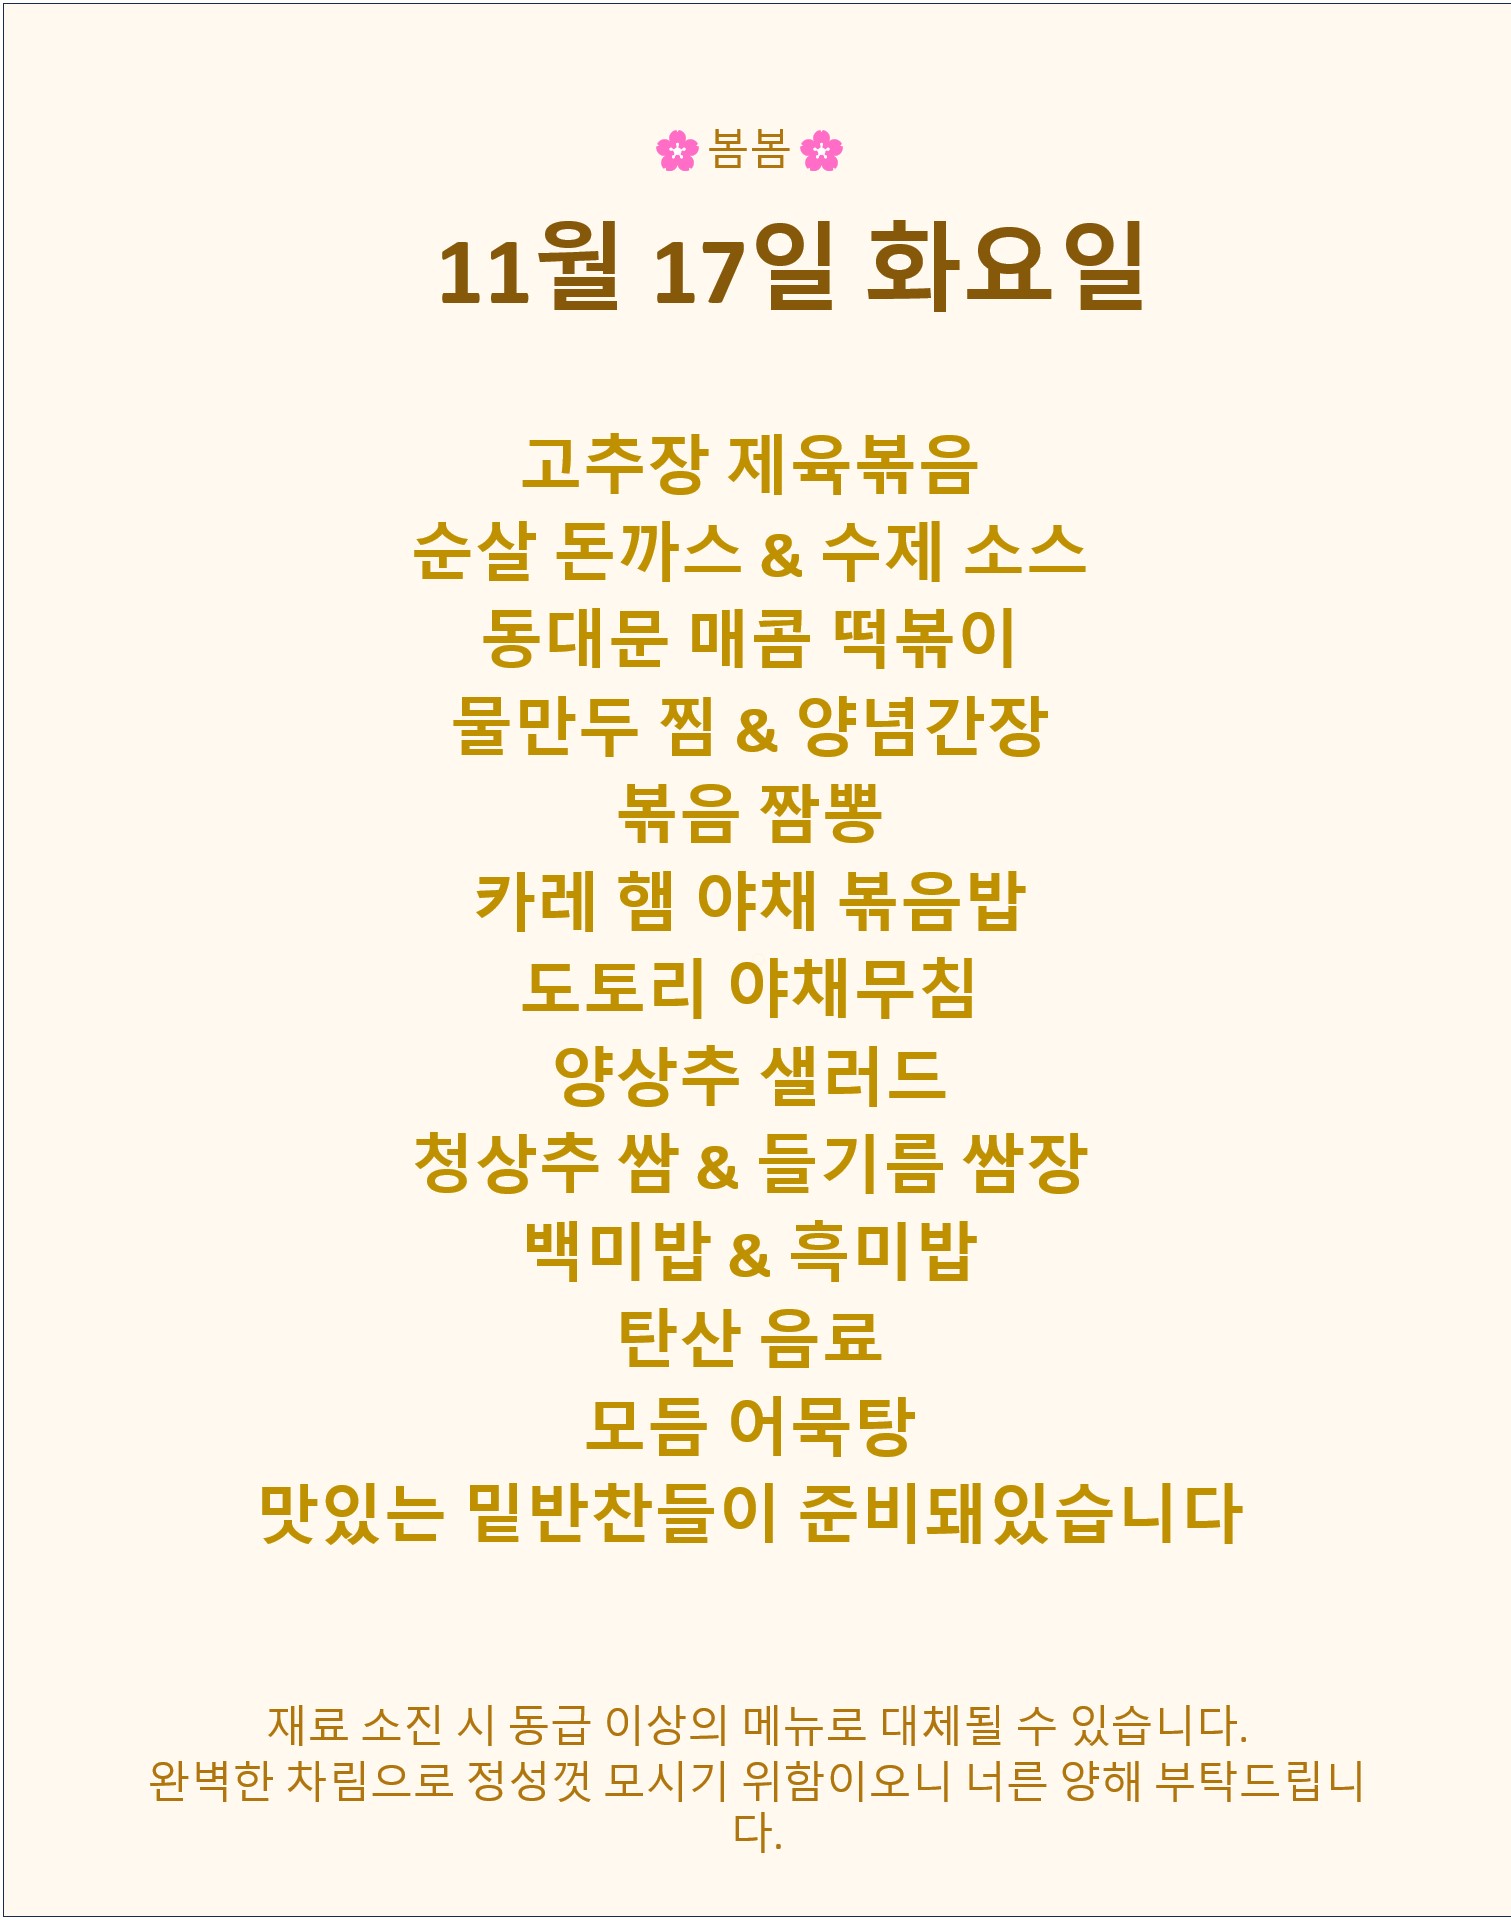 🌸 봄봄 🌸
11월 17일 화요일
고추장 제육볶음
순살 돈까스 & 수제 소스
동대문 매콤 떡볶이
물만두 찜 & 양념간장
볶음 짬뽕
카레 햄 야채 볶음밥
도토리 야채무침
양상추 샐러드
청상추 쌈 & 들기름 쌈장
백미밥 & 흑미밥
탄산 음료
모듬 어묵탕
맛있는 밑반찬들이 준비돼있습니다
재료 소진 시 동급 이상의 메뉴로 대체될 수 있습니다.
완벽한 차림으로 정성껏 모시기 위함이오니 너른 양해 부탁드립니
다.